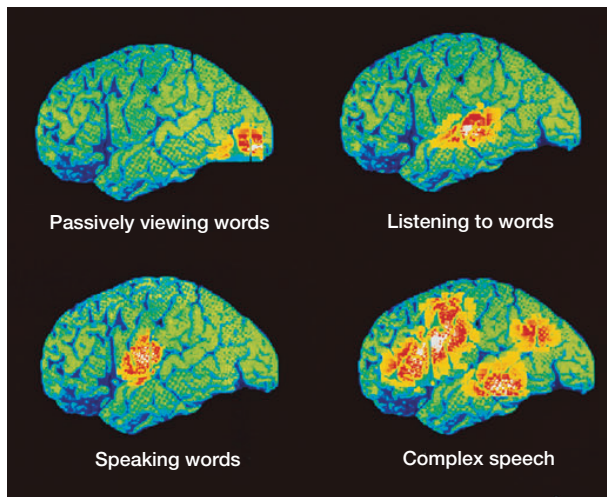 Passively viewing words
Listening to words
Speaking words
Complex speech